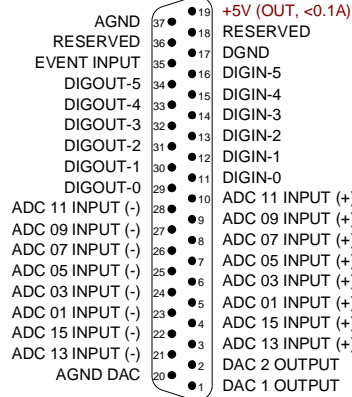 19 +5V (OUT, <0.1A)
AGND 37
18 RESERVED
RESERVED 36
17 DGND
EVENT INPUT 35
16 DIGIN-5
DIGOUT-5 34
15 DIGIN-4
DIGOUT-4 33
14 DIGIN-3
DIGOUT-3 32
13 DIGIN-2
DIGOUT-2 31
12 DIGIN-1
DIGOUT-1 30
11 DIGIN-0
DIGOUT-0 29
10 ADC 11 INPUT (+)
ADC 11 INPUT (-) 28
9 ADC 09 INPUT (+)
ADC 09 INPUT (-) 27
8 ADC 07 INPUT (+)
ADC 07 INPUT (-) 26
7 ADC 05 INPUT (+)
ADC 05 INPUT (-) 25
6 ADC 03 INPUT (+)
ADC 03 INPUT (-) 24
5 ADC 01 INPUT (+)
ADC 01 INPUT (-) 23
4 ADC 15 INPUT (+)
ADC 15 INPUT (-) 22
3 ADC 13 INPUT (+)
ADC 13 INPUT (-) 21
2 DAC 2 OUTPUT
AGND DAC 20
1 DAC 1 OUTPUT